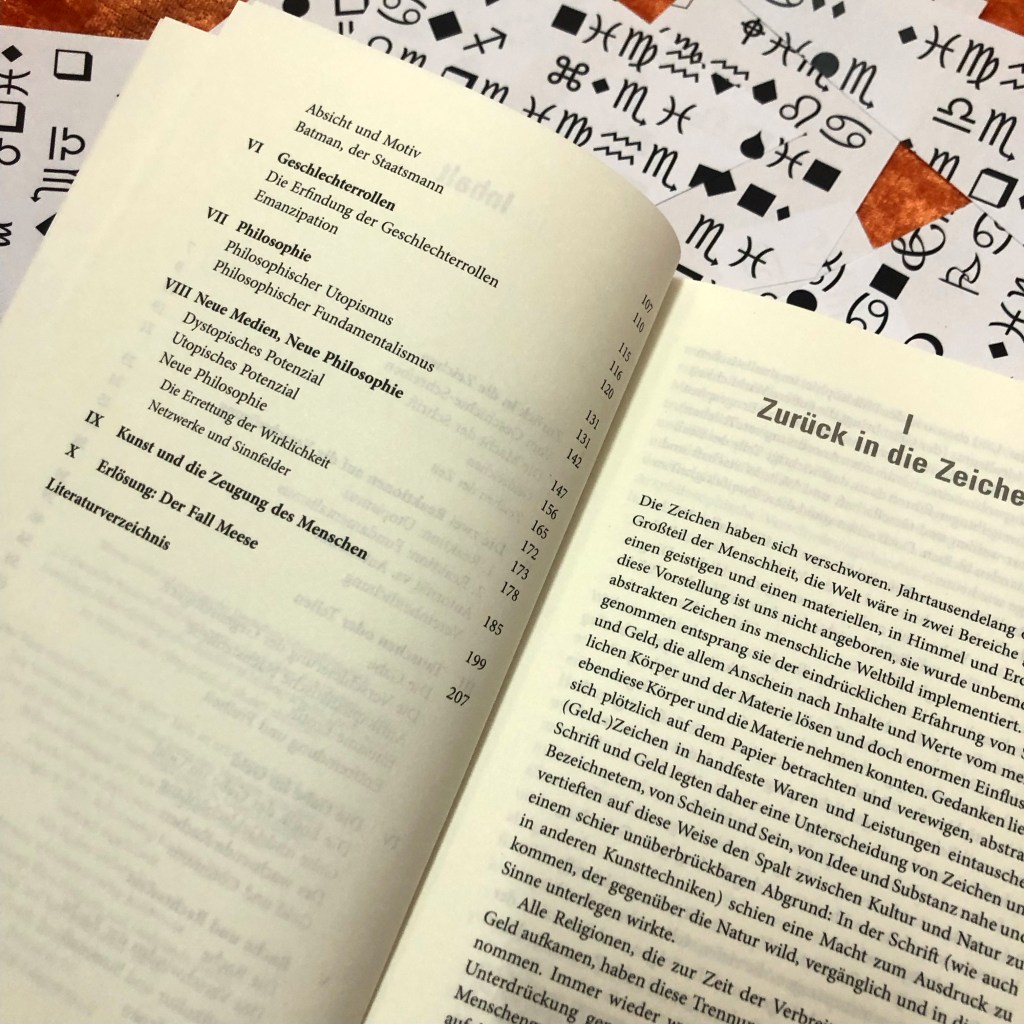 Absicht und Motiv 107
Batman, der Staatsmann 110
VI Geschlechterrollen 115
Die Erfindung der Geschlechterrollen 116
Emanzipation 120
VII Philosophie 131
Philosophischer Utopismus 131
Philosophischer Fundamentalismus 142
VIII Neue Medien, Neue Philosophie 147
Dystopisches Potenzial 156
Utopisches Potenzial 165
Neue Philosophie 172
Die Errettung der Wirklichkeit 173
Netzwerke und Sinnfelder 178
IX Kunst und die Zeugung des Menschen 185
X Erlösung: Der Fall Meese 199
Literaturverzeichnis 207
I
Zurück in die Zeiche
Die Zeichen haben sich verschworen. Jahrtausendelang
Großteil der Menschheit, die Welt wäre in zwei Bereiche
einen geistigen und einen materiellen, in Himmel und Erd
diese Vorstellung ist uns nicht angeboren, sie wurde unbem
abstrakten Zeichen ins menschliche Weltbild implementiert.
genommen entsprang sie der eindrücklichen Erfahrung von
und Geld, die allem Anschein nach Inhalte und Werte vom me
lichen Körper und der Materie lösen und doch enormen Einflus
ebendiese Körper und die Materie nehmen konnten. Gedanken lie
sich plötzlich auf dem Papier betrachten und verewigen, abstra
(Geld-)Zeichen in handfeste Waren und Leistungen eintausche
Schrift und Geld legten daher eine Unterscheidung von Zeichen un
Bezeichnetem, von Schein und Sein, von Idee und Substanz nahe und
vertieften auf diese Weise den Spalt zwischen Kultur und Natur zu
einem schier unüberbrückbaren Abgrund: In der Schrift (wie auch
in anderen Kunsttechniken) schien eine Macht zum Ausdruck zu
kommen, der gegenüber die Natur wild, vergänglich und in di
Sinne unterlegen wirkte.
Alle Religionen, die zur Zeit der Verbrei
Geld aufkamen, haben diese Trennu
nommen. Immer wieder
Unterdrückung